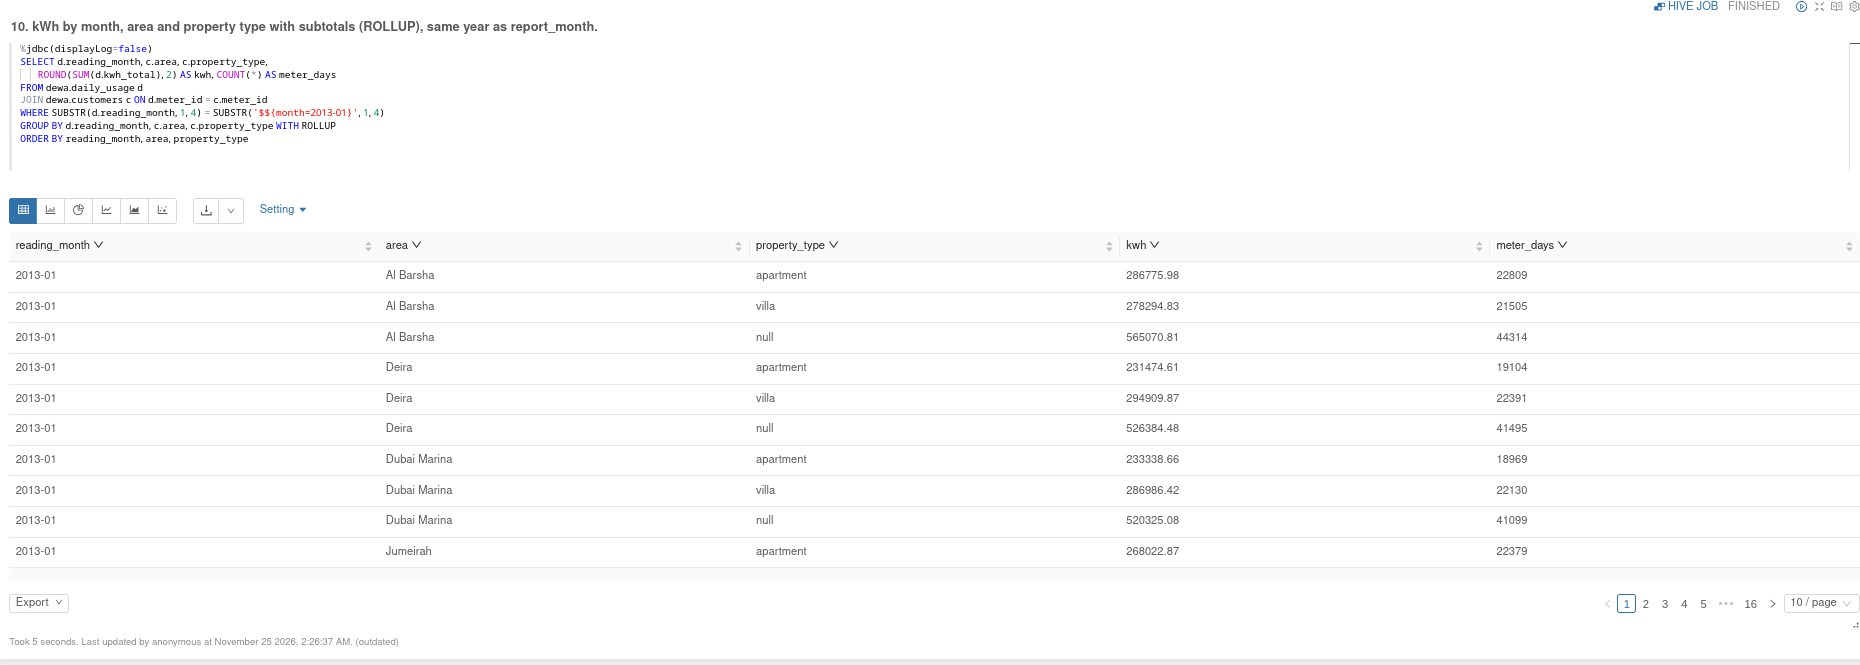 HIVE JOB FINISHED
10. kWh by month, area and property type with subtotals (ROLLUP), same year as report_month.
%jdbc(displayLog=false)
SELECT d.reading_month, c.area, c.property_type,
ROUND(SUM(d.kwh_total), 2) AS kwh, COUNT(*) AS meter_days
FROM dewa.daily_usage d
JOIN dewa.customers c ON d.meter_id = c.meter_id
WHERE SUBSTR(d.reading_month, 1, 4) = SUBSTR('$${month=2013-01}', 1, 4)
GROUP BY d.reading_month, c.area, c.property_type WITH ROLLUP
ORDER BY reading_month, area, property_type
Setting
reading_month area property_type kwh meter_days
2013-01 Al Barsha apartment 286775.98 22809
2013-01 Al Barsha villa 278294.83 21505
2013-01 Al Barsha null 565070.81 44314
2013-01 Deira apartment 231474.61 19104
2013-01 Deira villa 294909.87 22391
2013-01 Deira null 526384.48 41495
2013-01 Dubai Marina apartment 233338.66 18969
2013-01 Dubai Marina villa 286986.42 22130
2013-01 Dubai Marina null 520325.08 41099
2013-01 Jumeirah apartment 268022.87 22379
Export 1 2 3 4 5 ••• 16 10 / page
Took 5 seconds. Last updated by anonymous at November 25 2026, 2:26:37 AM. (outdated)